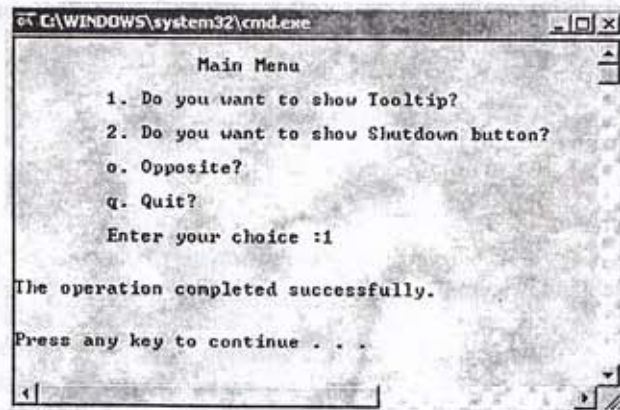 C:\WINDOWS\system32\cmd.exe
Main Menu
1. Do you want to show Tooltip?
2. Do you want to show Shutdown button?
o. Opposite?
q. Quit?
Enter your choice :1
The operation completed successfully.
Press any key to continue . . .